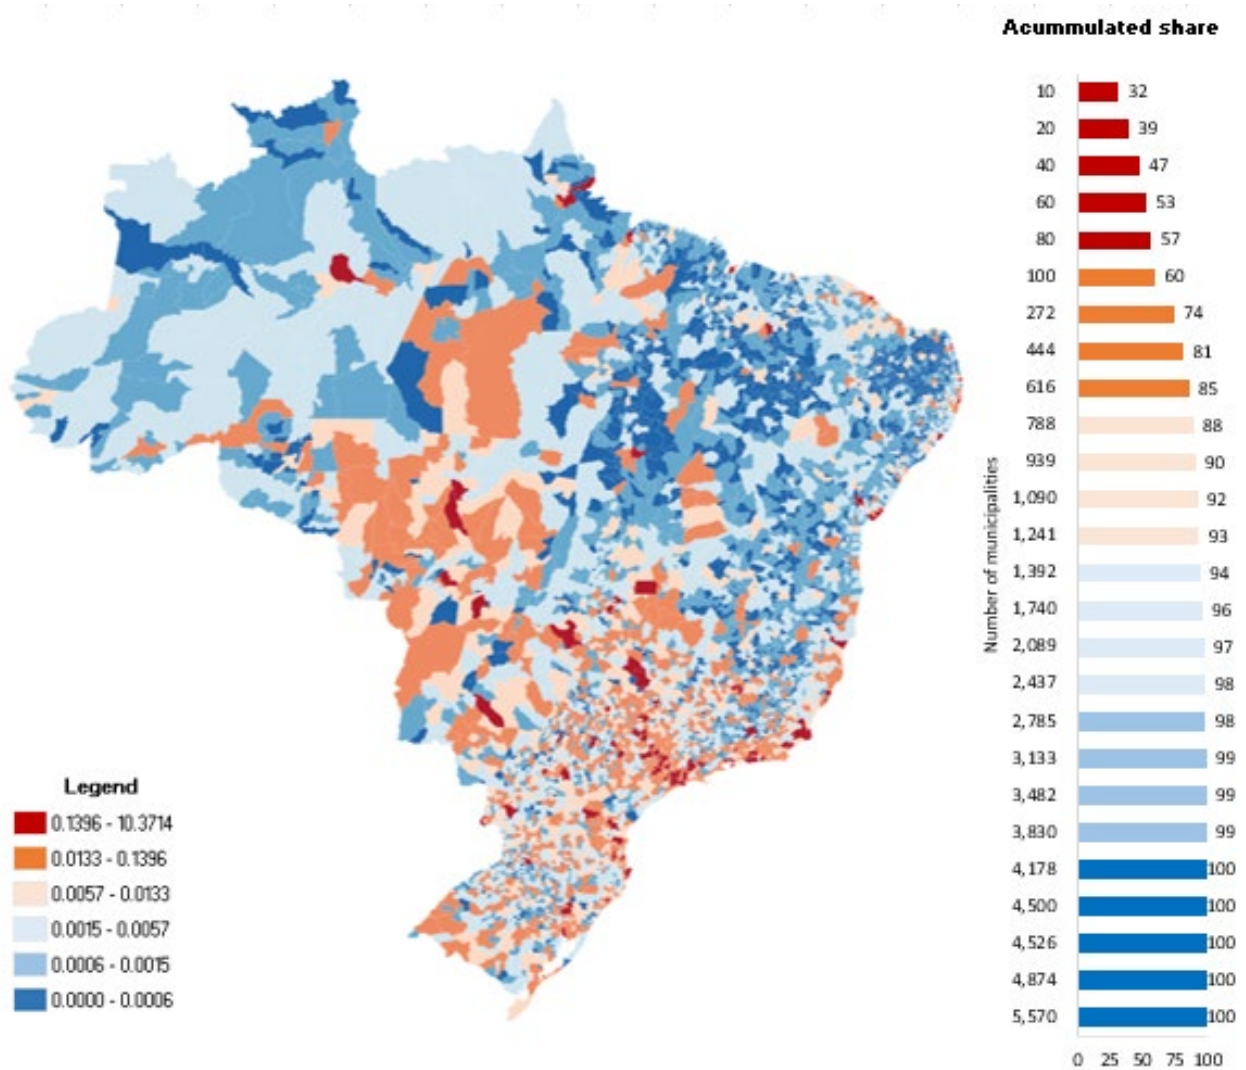 Acummulated share
10 32
20 39
40 47
60 53
80 57
100 60
272 74
444 81
616 85
788 88
939 90
1,090 92
1,241 93
1,392 94
1,740 96
2,089 97
2,437 98
2,785 98
3,133 99
3,482 99
3,830 99
4,178 100
4,500 100
4,526 100
4,874 100
5,570 100
0 25 50 75 100
Number of municipalities
Legend
0.1396 - 10.3714
0.0133 - 0.1396
0.0057 - 0.0133
0.0015 - 0.0057
0.0006 - 0.0015
0.0000 - 0.0006